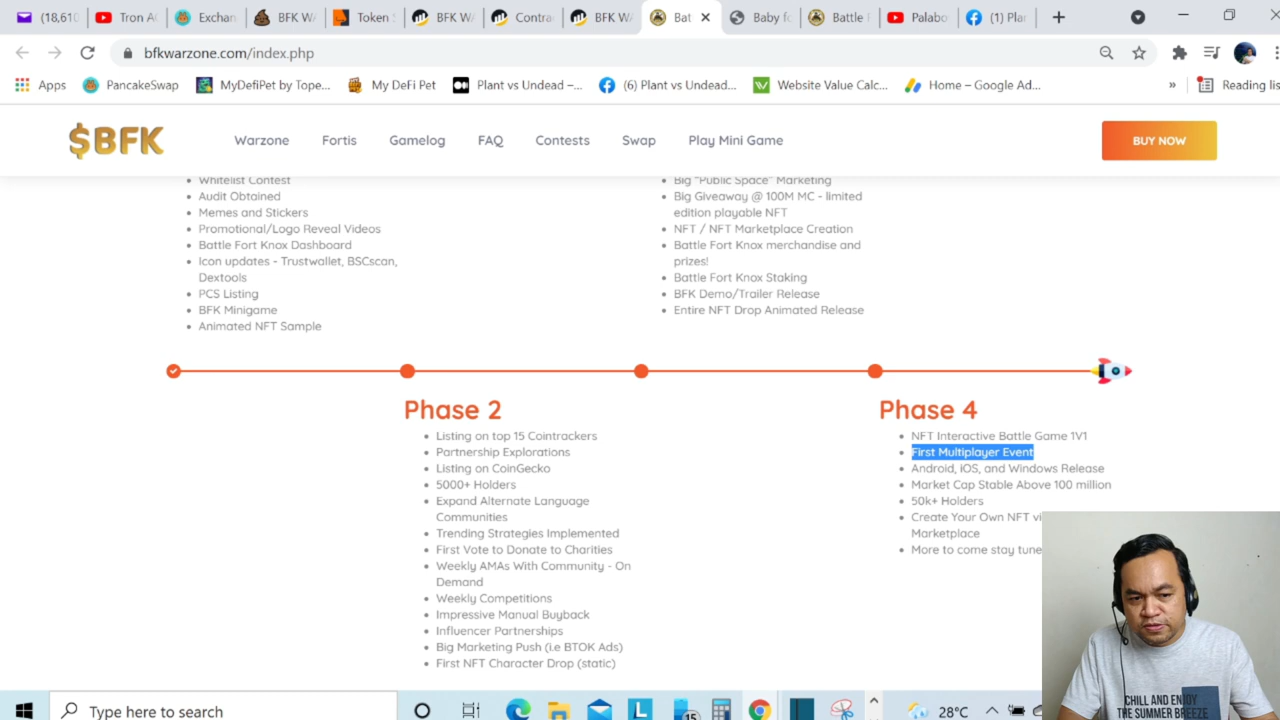 (18,610
Tron A
Exchan
BFK WA
Token S
BFK WA
Contra
BFK WA
Bat
Baby fo
Battle F
Palabo
(1) Plan
bfkwarzone.com/index.php
Apps
PancakeSwap
MyDefiPet by Tope...
My DeFi Pet
Plant vs Undead –...
(6) Plant vs Undead...
Website Value Calc...
Home – Google Ad...
»
Reading lis
$BFK
Warzone
Fortis
Gamelog
FAQ
Contests
Swap
Play Mini Game
BUY NOW
Whitelist Contest
Audit Obtained
Memes and Stickers
Promotional/Logo Reveal Videos
Battle Fort Knox Dashboard
Icon updates - Trustwallet, BSCscan,
Dextools
PCS Listing
BFK Minigame
Animated NFT Sample
Big "Public Space" Marketing
Big Giveaway @ 100M MC - limited
edition playable NFT
NFT / NFT Marketplace Creation
Battle Fort Knox merchandise and
prizes!
Battle Fort Knox Staking
BFK Demo/Trailer Release
Entire NFT Drop Animated Release
Phase 2
Listing on top 15 Cointrackers
Partnership Explorations
Listing on CoinGecko
5000+ Holders
Expand Alternate Language
Communities
Trending Strategies Implemented
First Vote to Donate to Charities
Weekly AMAs With Community - On
Demand
Weekly Competitions
Impressive Manual Buyback
Influencer Partnerships
Big Marketing Push (i.e BTOK Ads)
First NFT Character Drop (static)
Phase 4
NFT Interactive Battle Game 1V1
First Multiplayer Event
Android, iOS, and Windows Release
Market Cap Stable Above 100 million
50k+ Holders
Create Your Own NFT vi
Marketplace
More to come stay tune
CHILL AND ENJOY
THE SUMMER BREEZE
Type here to search
15
28°C